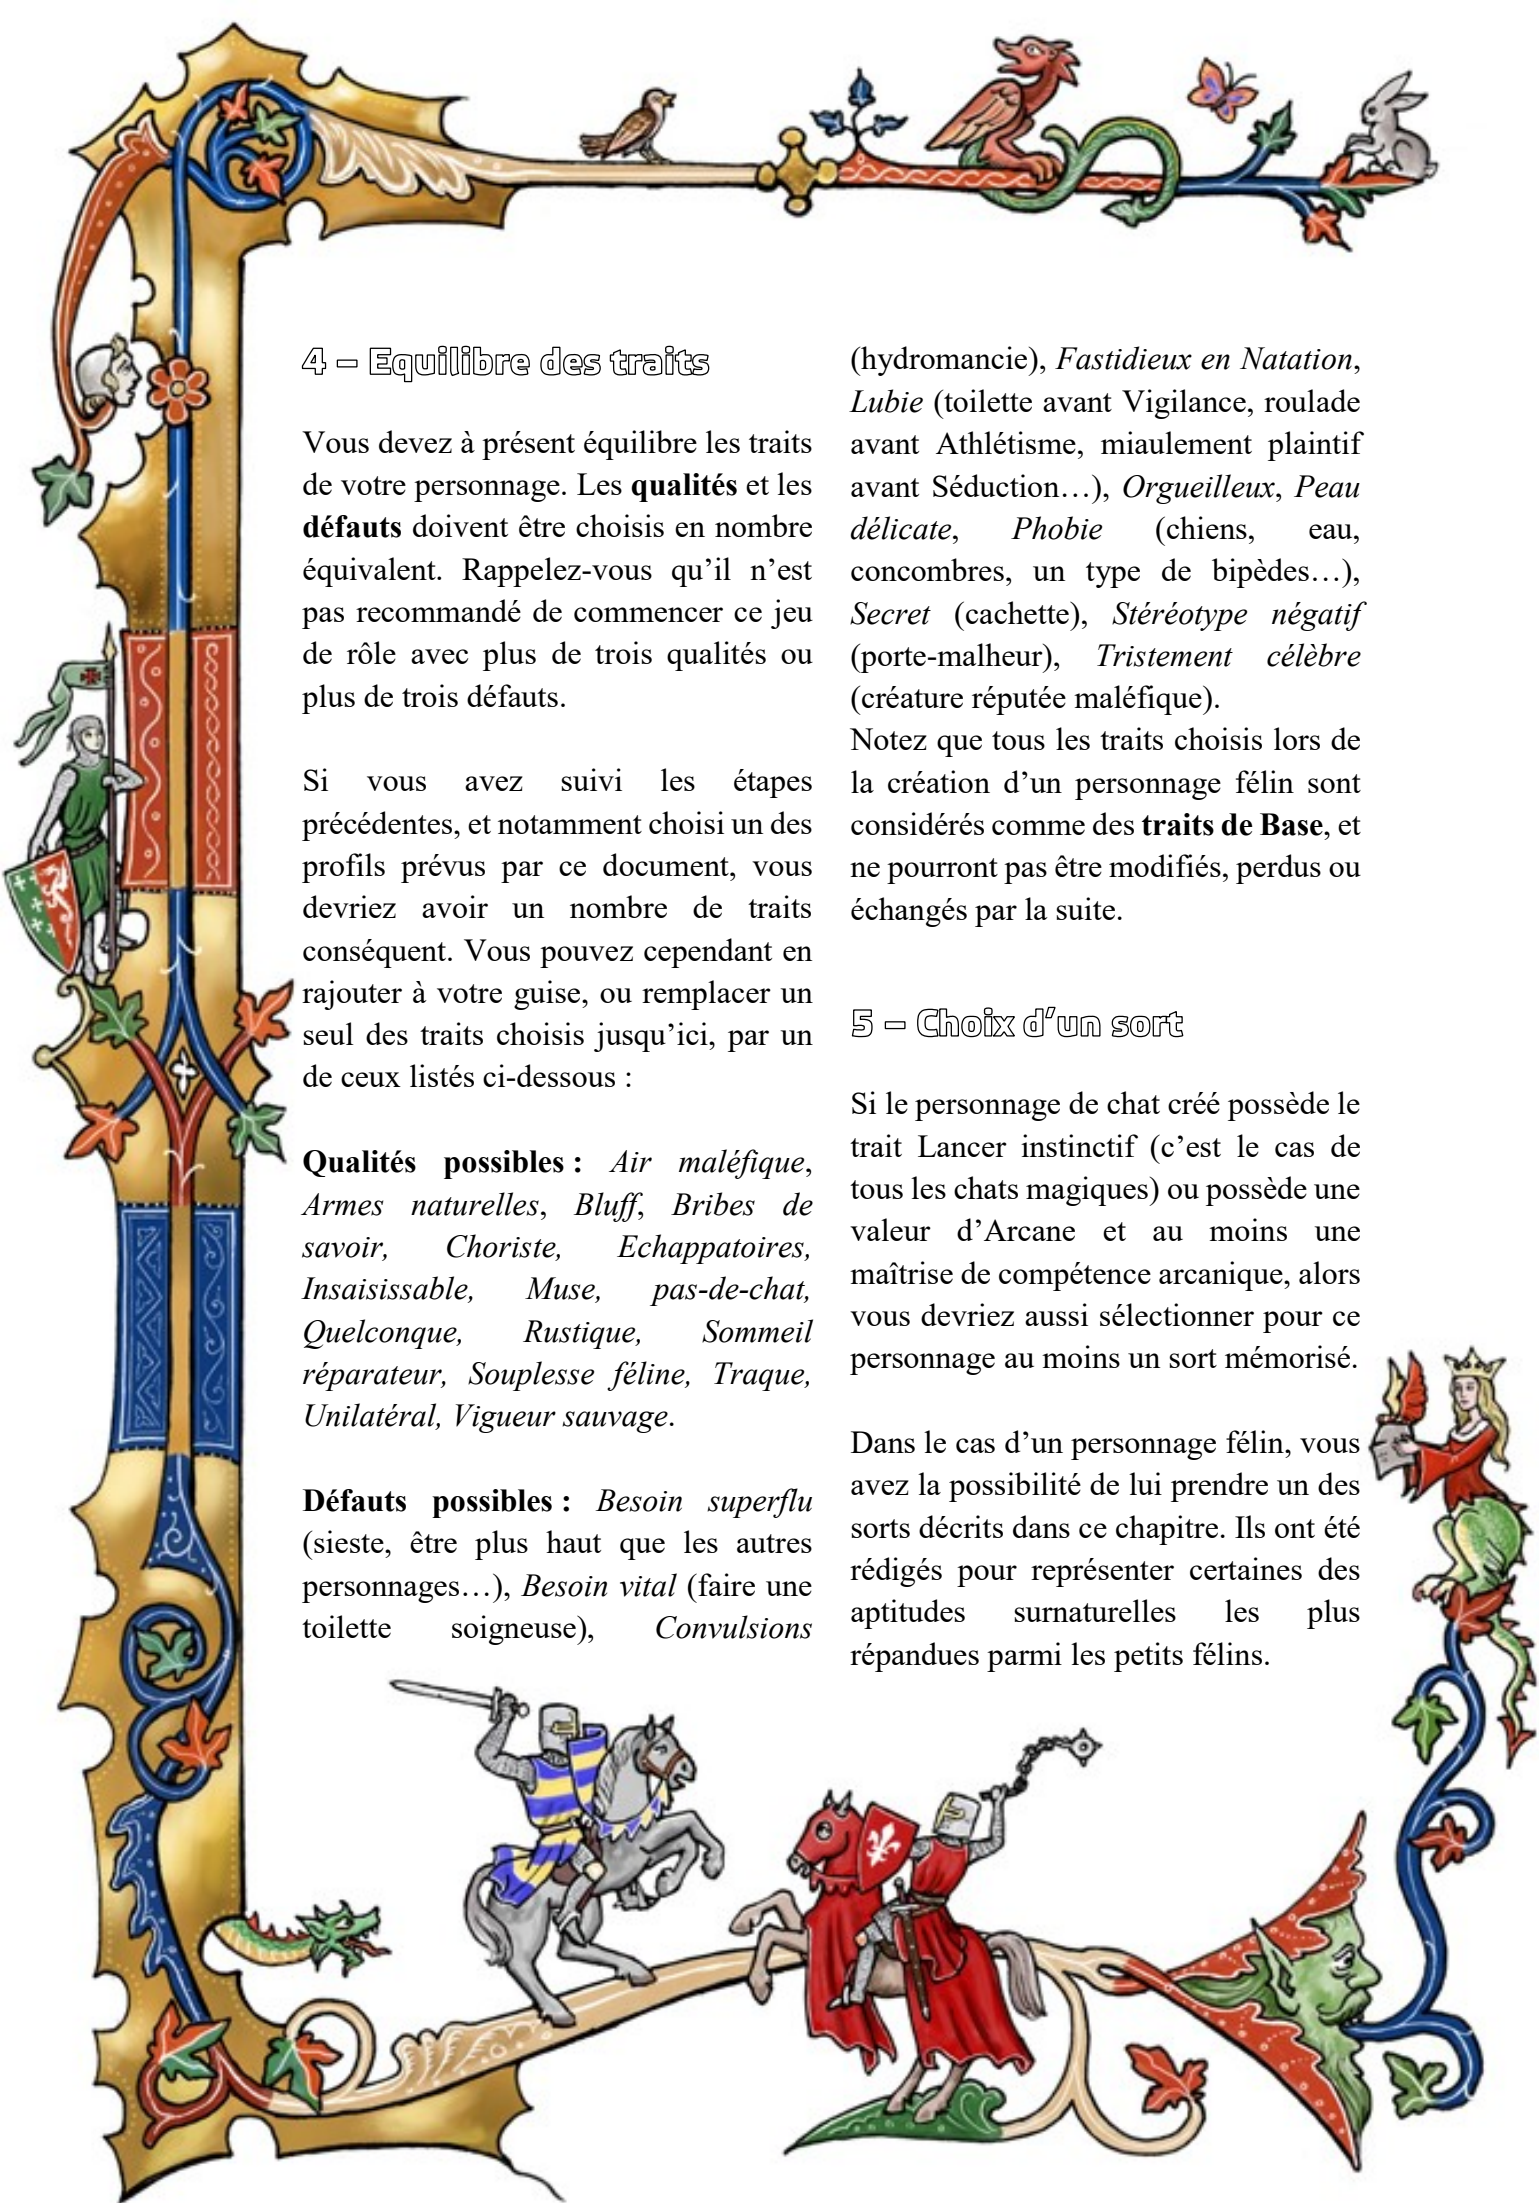 4 – Equilibre des traits
Vous devez à présent équilibre les traits
de votre personnage. Les qualités et les
défauts doivent être choisis en nombre
équivalent. Rappelez-vous qu’il n’est
pas recommandé de commencer ce jeu
de rôle avec plus de trois qualités ou
plus de trois défauts.
Si vous avez suivi les étapes
précédentes, et notamment choisi un des
profils prévus par ce document, vous
devriez avoir un nombre de traits
conséquent. Vous pouvez cependant en
rajouter à votre guise, ou remplacer un
seul des traits choisis jusqu’ici, par un
de ceux listés ci-dessous :
Qualités possibles : Air maléfique,
Armes naturelles, Bluff, Bribes de
savoir, Choriste, Echappatoires,
Insaisissable, Muse, pas-de-chat,
Quelconque, Rustique, Sommeil
réparateur, Souplesse féline, Traque,
Unilatéral, Vigueur sauvage.
Défauts possibles : Besoin superflu
(sieste, être plus haut que les autres
personnages…), Besoin vital (faire une
toilette soigneuse), Convulsions
(hydromancie), Fastidieux en Natation,
Lubie (toilette avant Vigilance, roulade
avant Athlétisme, miaulement plaintif
avant Séduction…), Orgueilleux, Peau
délicate, Phobie (chiens, eau,
concombres, un type de bipèdes…),
Secret (cachette), Stéréotype négatif
(porte-malheur), Tristement célèbre
(créature réputée maléfique).
Notez que tous les traits choisis lors de
la création d’un personnage félin sont
considérés comme des traits de Base, et
ne pourront pas être modifiés, perdus ou
échangés par la suite.
5 – Choix d’un sort
Si le personnage de chat créé possède le
trait Lancer instinctif (c’est le cas de
tous les chats magiques) ou possède une
valeur d’Arcane et au moins une
maîtrise de compétence arcanique, alors
vous devriez aussi sélectionner pour ce
personnage au moins un sort mémorisé.
Dans le cas d’un personnage félin, vous
avez la possibilité de lui prendre un des
sorts décrits dans ce chapitre. Ils ont été
rédigés pour représenter certaines des
aptitudes surnaturelles les plus
répandues parmi les petits félins.